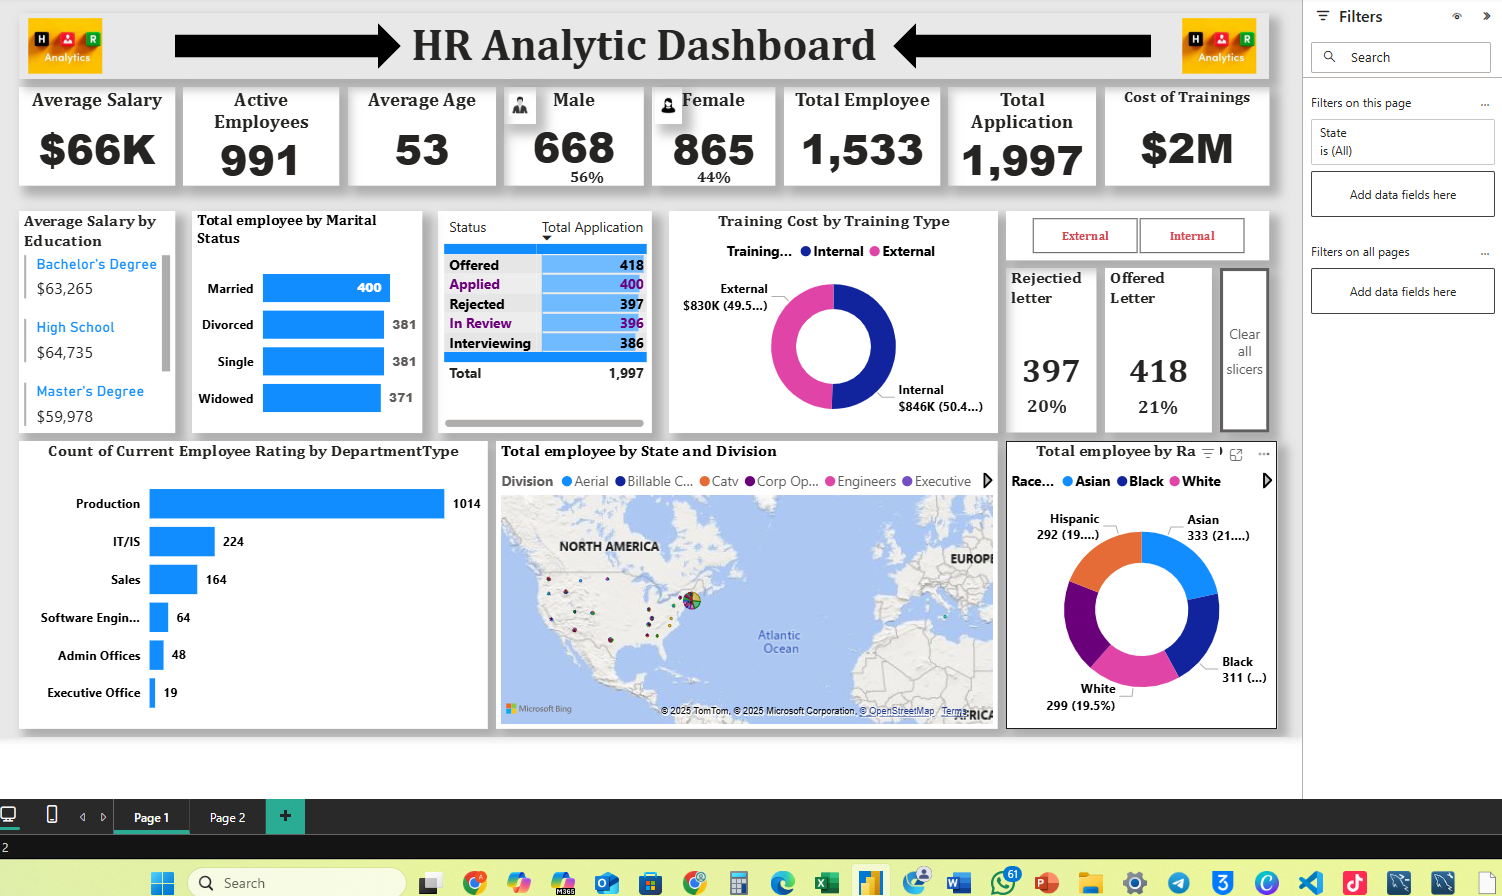 H R
Analytics
HR Analytic Dashboard
H R
Analytics
Average Salary
$66K
Active
Employees
991
Average Age
53
Male
668
56%
Female
865
44%
Total Employee
1,533
Total
Application
1,997
Cost of Trainings
$2M
Average Salary by
Education
Bachelor's Degree
$63,265
High School
$64,735
Master's Degree
$59,978
Total employee by Marital
Status
Married 400
Divorced 381
Single 381
Widowed 371
Status Total Application
Offered 418
Applied 400
Rejected 397
In Review 396
Interviewing 386
Total 1,997
Training Cost by Training Type
Training... Internal External
External
$830K (49.5...)
Internal
$846K (50.4...)
External Internal
Rejectied
letter
397
20%
Offered
Letter
418
21%
Clear
all
slicers
Count of Current Employee Rating by DepartmentType
Production 1014
IT/IS 224
Sales 164
Software Engin... 64
Admin Offices 48
Executive Office 19
Total employee by State and Division
Division Aerial Billable C... Catv Corp Op... Engineers Executive
NORTH AMERICA
EUROPE
Atlantic
Ocean
AFRICA
Microsoft Bing
© 2025 TomTom, © 2025 Microsoft Corporation, © OpenStreetMap Terms
Total employee by Ra
Race... Asian Black White
Hispanic
292 (19....)
Asian
333 (21....)
Black
311 (...)
White
299 (19.5%)
Filters
Search
Filters on this page ...
State
is (All)
Add data fields here
Filters on all pages ...
Add data fields here
Page 1 Page 2 +
2
Search
M365
61